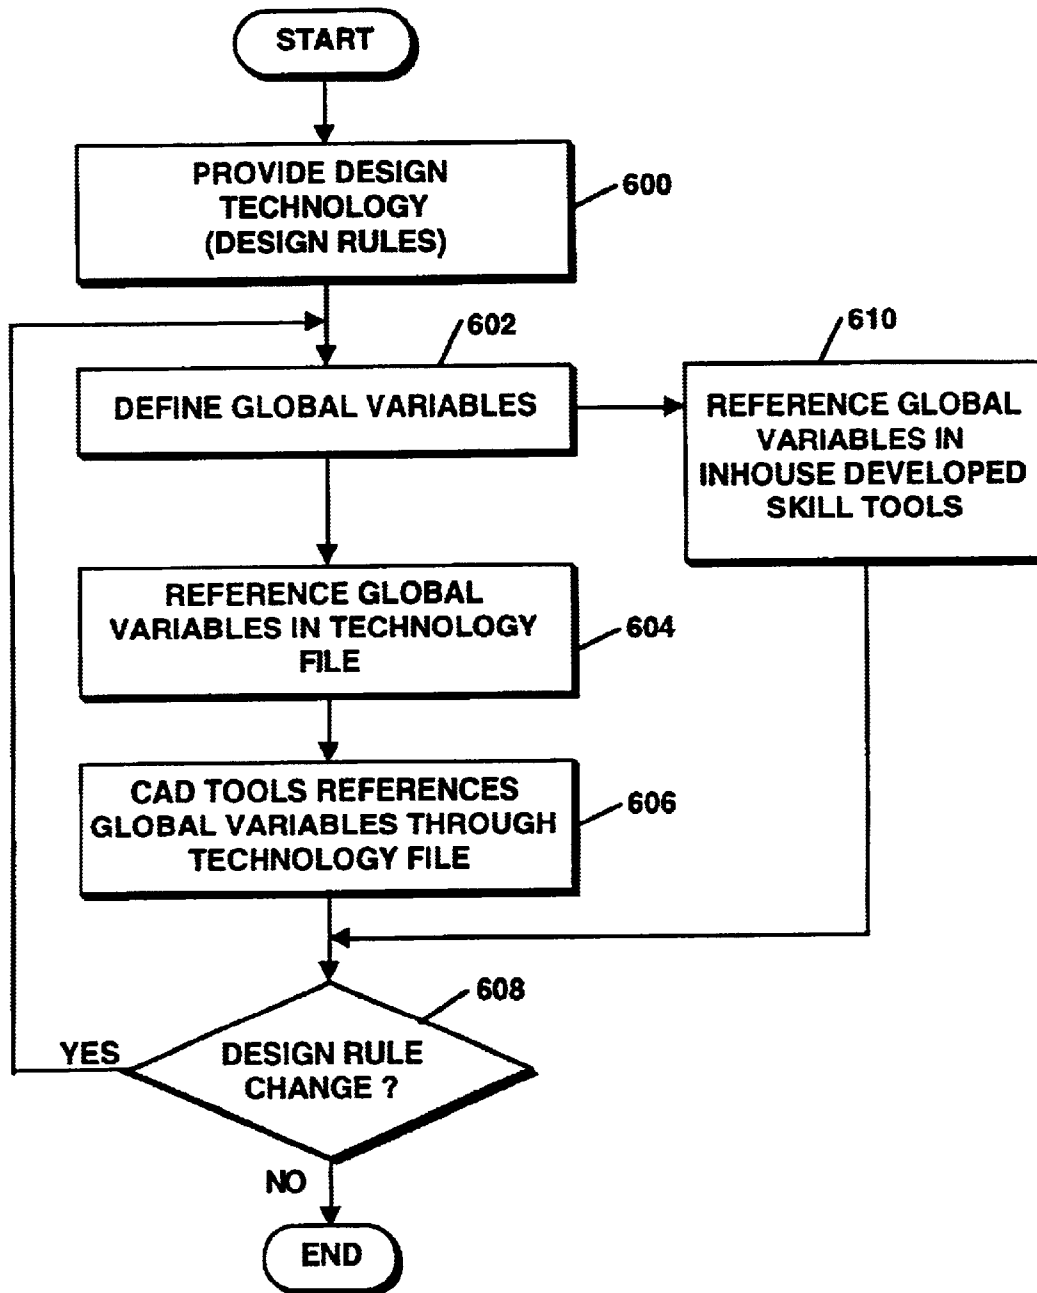 START
PROVIDE DESIGN
TECHNOLOGY
(DESIGN RULES)
600
602
DEFINE GLOBAL VARIABLES
610
REFERENCE GLOBAL
VARIABLES IN
INHOUSE DEVELOPED
SKILL TOOLS
REFERENCE GLOBAL
VARIABLES IN TECHNOLOGY
FILE
604
CAD TOOLS REFERENCES
GLOBAL VARIABLES THROUGH
TECHNOLOGY FILE
606
608
YES
DESIGN RULE
CHANGE ?
NO
END